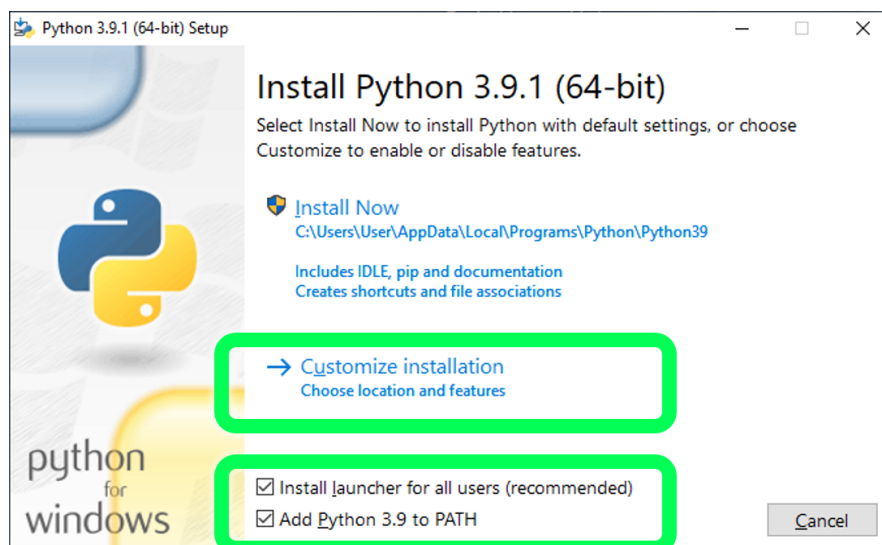 Python 3.9.1 (64-bit) Setup
Install Python 3.9.1 (64-bit)
Select Install Now to install Python with default settings, or choose
Customize to enable or disable features.
Install Now
C:\Users\User\AppData\Local\Programs\Python\Python39
Includes IDLE, pip and documentation
Creates shortcuts and file associations
Customize installation
Choose location and features
python
for
windows
Install launcher for all users (recommended)
Add Python 3.9 to PATH
Cancel